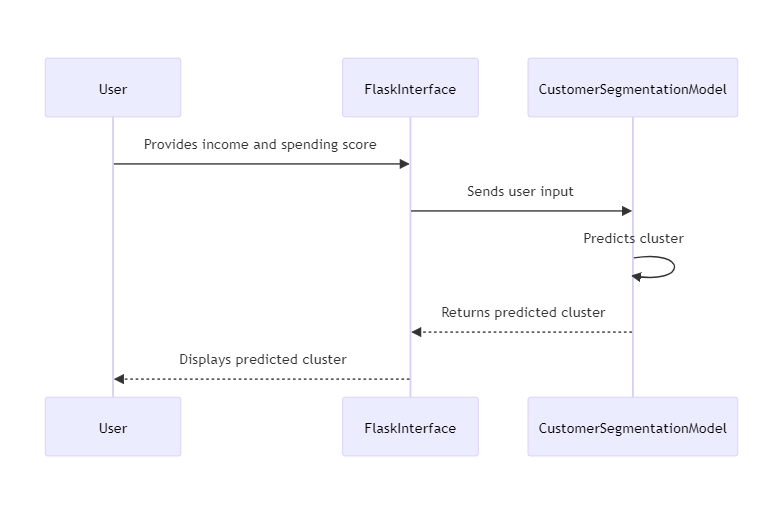 User
FlaskInterface
CustomerSegmentationModel
Provides income and spending score
Sends user input
Predicts cluster
Returns predicted cluster
Displays predicted cluster
User
FlaskInterface
CustomerSegmentationModel